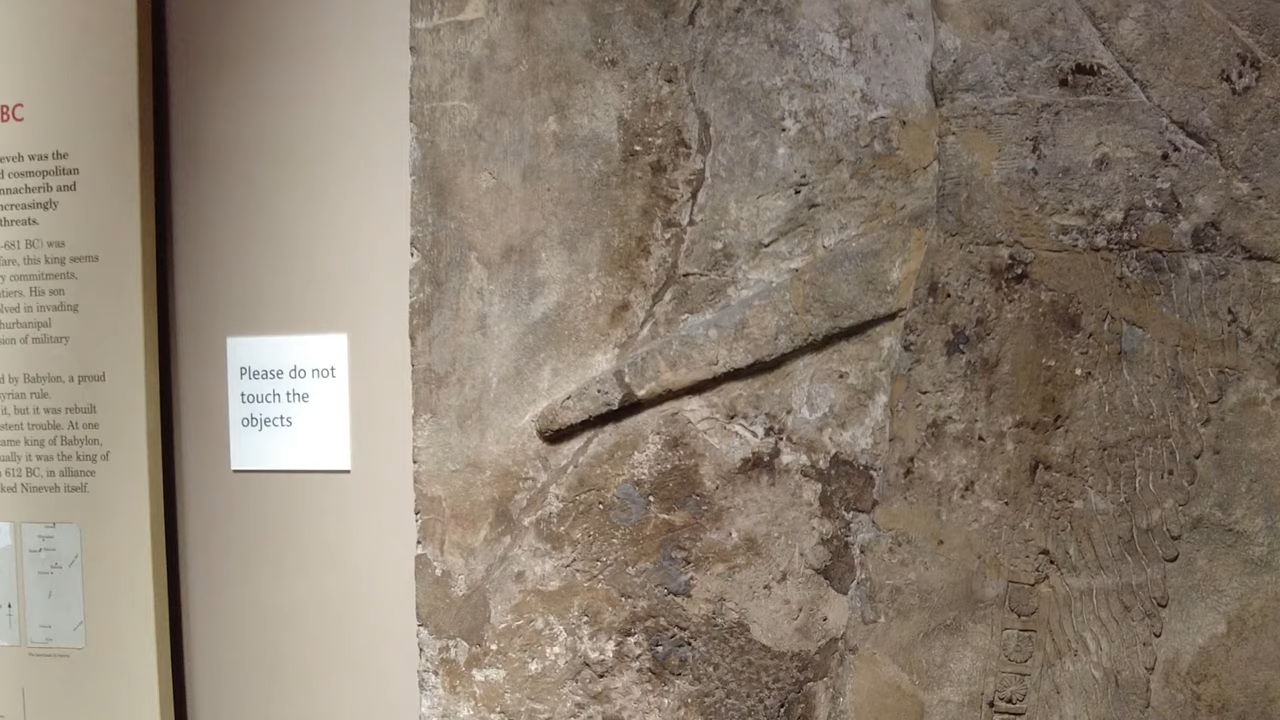 BC
eveh was the
d cosmopolitan
nnacherib and
ncreasingly
threats.
-681 BC) was
fare, this king seems
y commitments,
tiers. His son
lved in invading
hurbanipal
sion of military
d by Babylon, a proud
syrian rule.
it, but it was rebuilt
stent trouble. At one
ame king of Babylon,
ually it was the king of
612 BC, in alliance
ked Nineveh itself.
Please do not
touch the
objects